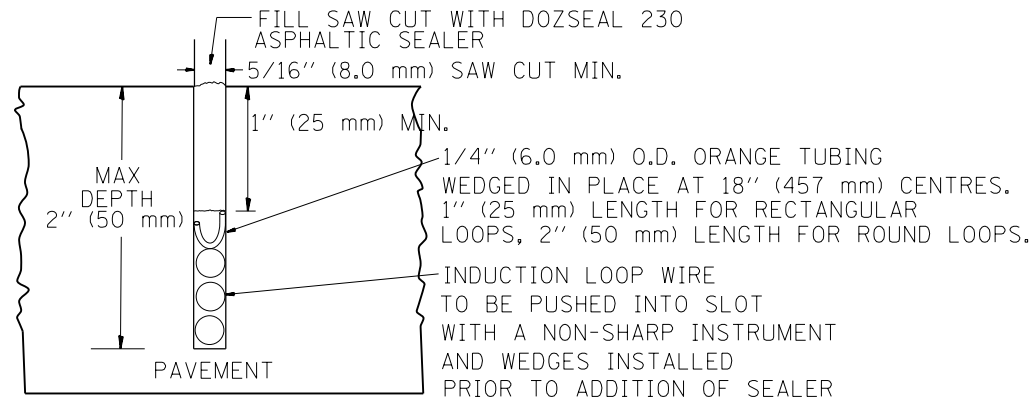 FILL SAW CUT WITH DOZSEAL 230
ASPHALTIC SEALER
5/16'' (8.0 mm) SAW CUT MIN.
1'' (25 mm) MIN.
MAX
DEPTH
2'' (50 mm)
1/4'' (6.0 mm) O.D. ORANGE TUBING
WEDGED IN PLACE AT 18'' (457 mm) CENTRES.
1'' (25 mm) LENGTH FOR RECTANGULAR
LOOPS, 2'' (50 mm) LENGTH FOR ROUND LOOPS.
INDUCTION LOOP WIRE
TO BE PUSHED INTO SLOT
WITH A NON-SHARP INSTRUMENT
AND WEDGES INSTALLED
PRIOR TO ADDITION OF SEALER
PAVEMENT